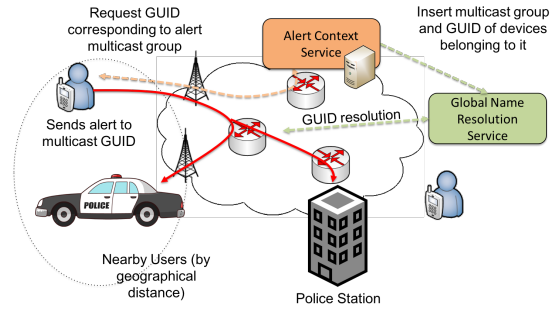 Request GUID
corresponding to alert
multicast group
Insert multicast group
and GUID of devices
belonging to it
Alert Context
Service
Global Name
Resolution
Service
GUID resolution
Sends alert to
multicast GUID
POLICE
Nearby Users (by
geographical
distance)
Police Station